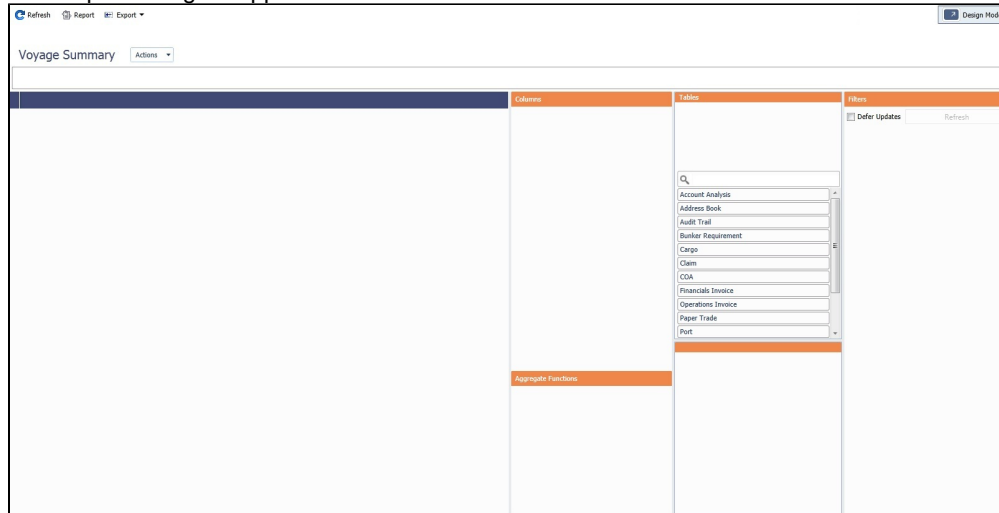 Refresh Report Export
Design Mod
Voyage Summary Actions
Columns
Tables
Filters
Defer Updates Refresh
Account Analysis
Address Book
Audit Trail
Bunker Requirement
Cargo
Claim
COA
Financials Invoice
Operations Invoice
Paper Trade
Port
Aggregate Functions